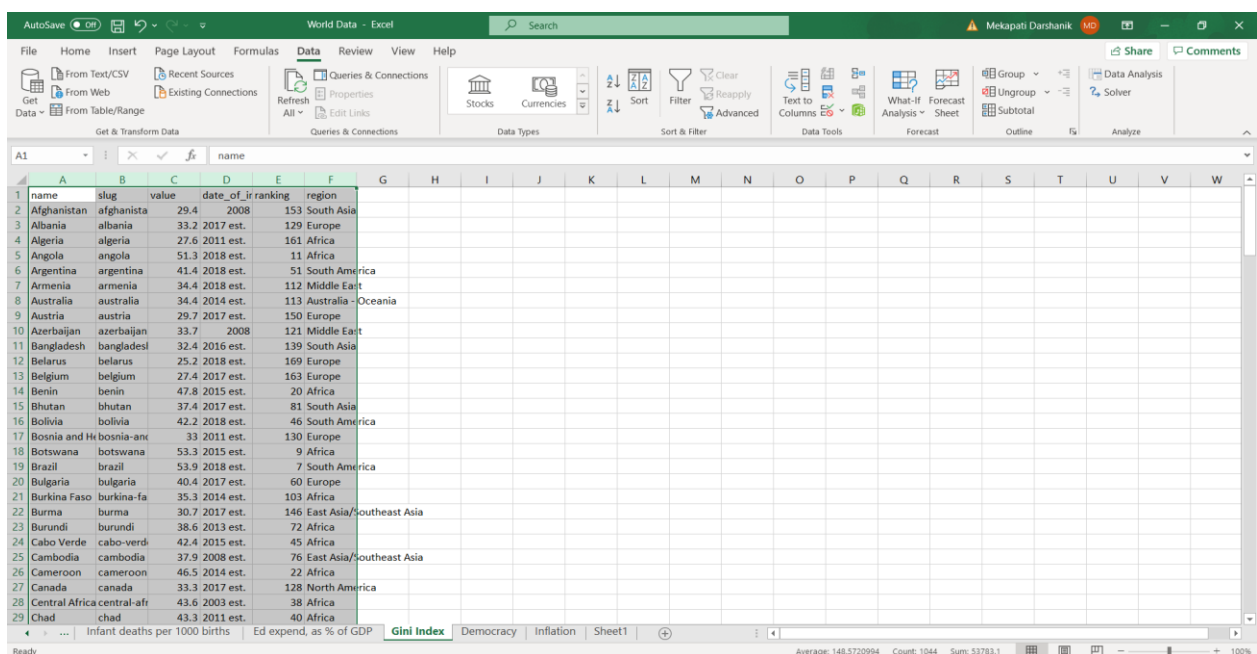 AutoSave Off World Data - Excel Search Mekapati Darshanik MD
File Home Insert Page Layout Formulas Data Review View Help Share Comments
Get Data From Text/CSV From Web From Table/Range Recent Sources Existing Connections
Get & Transform Data
Refresh All Queries & Connections Properties Edit Links
Queries & Connections
Stocks Currencies
Data Types
Sort Filter Clear Reapply Advanced
Sort & Filter
Text to Columns
Data Tools
What-If Analysis Forecast Sheet
Forecast
Group Ungroup Subtotal
Outline
Data Analysis Solver
Analyze
A1 fx name
A B C D E F G H I J K L M N O P Q R S T U V W
1 name slug value date_of_ir ranking region
2 Afghanistan afghanista 29.4 2008 153 South Asia
3 Albania albania 33.2 2017 est. 129 Europe
4 Algeria algeria 27.6 2011 est. 161 Africa
5 Angola angola 51.3 2018 est. 11 Africa
6 Argentina argentina 41.4 2018 est. 51 South America
7 Armenia armenia 34.4 2018 est. 112 Middle East
8 Australia australia 34.4 2014 est. 113 Australia - Oceania
9 Austria austria 29.7 2017 est. 150 Europe
10 Azerbaijan azerbaijan 33.7 2008 121 Middle East
11 Bangladesh bangladesl 32.4 2016 est. 139 South Asia
12 Belarus belarus 25.2 2018 est. 169 Europe
13 Belgium belgium 27.4 2017 est. 163 Europe
14 Benin benin 47.8 2015 est. 20 Africa
15 Bhutan bhutan 37.4 2017 est. 81 South Asia
16 Bolivia bolivia 42.2 2018 est. 46 South America
17 Bosnia and He bosnia-and 33 2011 est. 130 Europe
18 Botswana botswana 53.3 2015 est. 9 Africa
19 Brazil brazil 53.9 2018 est. 7 South America
20 Bulgaria bulgaria 40.4 2017 est. 60 Europe
21 Burkina Faso burkina-fa 35.3 2014 est. 103 Africa
22 Burma burma 30.7 2017 est. 146 East Asia/Southeast Asia
23 Burundi burundi 38.6 2013 est. 72 Africa
24 Cabo Verde cabo-verd 42.4 2015 est. 45 Africa
25 Cambodia cambodia 37.9 2008 est. 76 East Asia/Southeast Asia
26 Cameroon cameroon 46.5 2014 est. 22 Africa
27 Canada canada 33.3 2017 est. 128 North America
28 Central Africa central-afr 43.6 2003 est. 38 Africa
29 Chad chad 43.3 2011 est. 40 Africa
... Infant deaths per 1000 births Ed expend, as % of GDP Gini Index Democracy Inflation Sheet1
Ready Average: 148.5720994 Count: 1044 Sum: 53783.1 100%